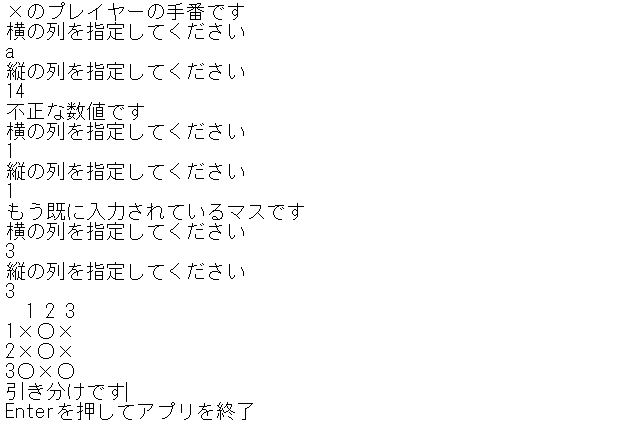 ×のプレイヤーの手番です
横の列を指定してください
a
縦の列を指定してください
14
不正な数値です
横の列を指定してください
1
縦の列を指定してください
1
もう既に入力されているマスです
横の列を指定してください
3
縦の列を指定してください
3
1 2 3
1×〇×
2×〇×
3〇×〇
引き分けです
Enterを押してアプリを終了